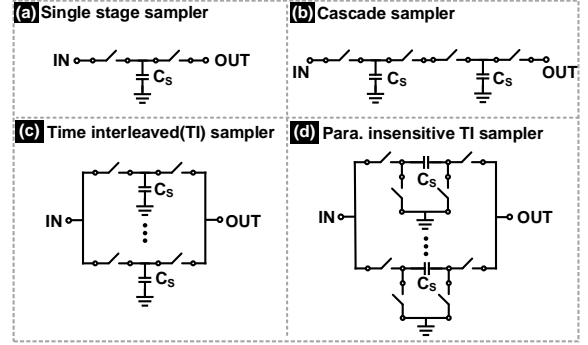 (a) Single stage sampler
IN
OUT
CS
(b) Cascade sampler
IN
CS
CS
OUT
(c) Time interleaved(TI) sampler
CS
IN
OUT
CS
(d) Para. insensitive TI sampler
CS
IN
OUT
CS